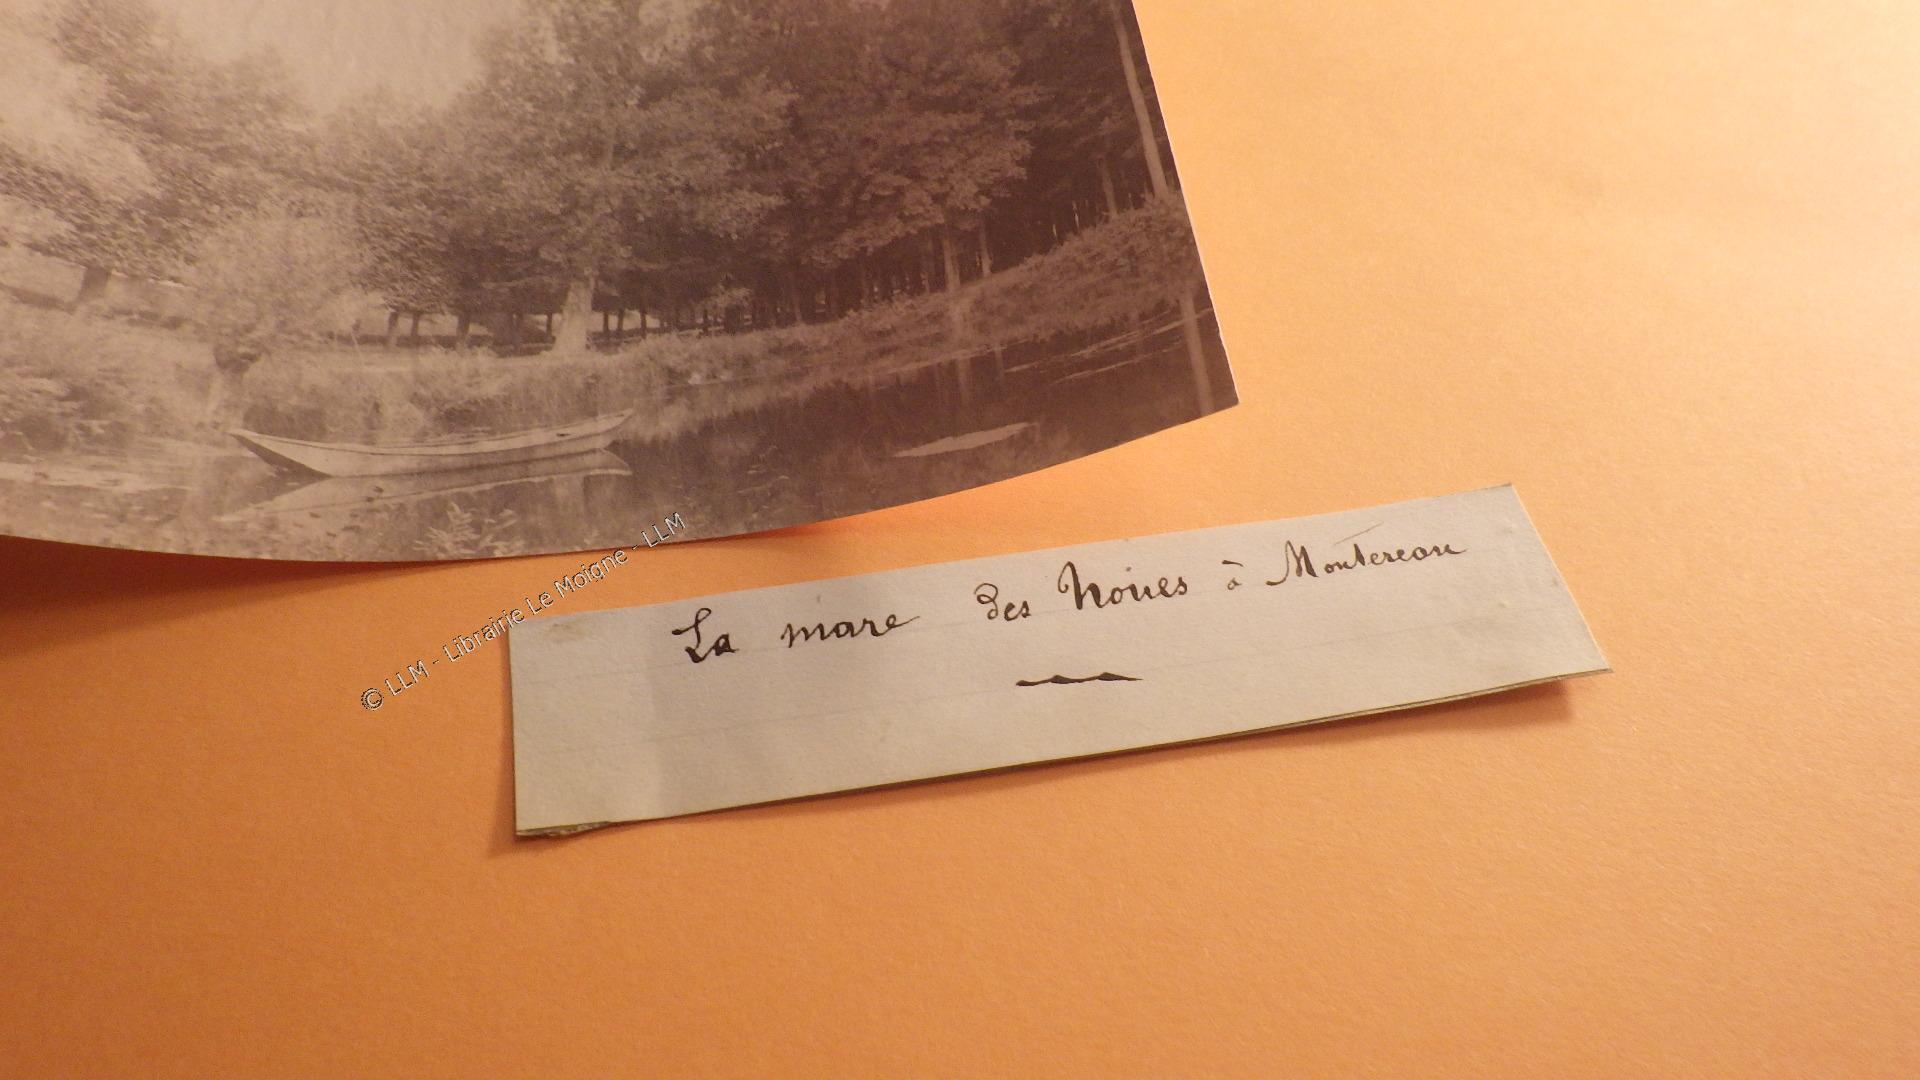 © LLM - Librairie Le Moigne - LLM
La mare des Noues à Montereau